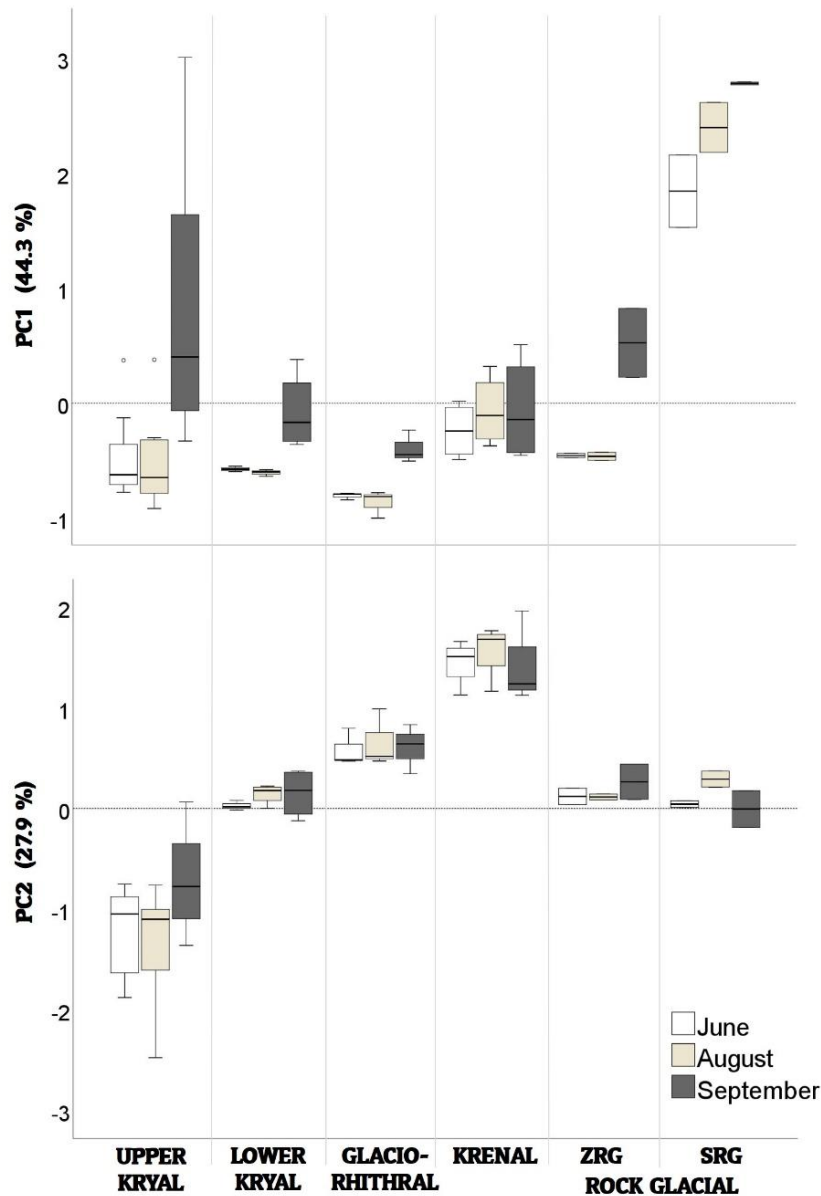 3
2
1
0
-1
PC1 (44.3 %)
2
1
0
-1
-2
-3
PC2 (27.9 %)
June
August
September
UPPER KRYAL
LOWER KRYAL
GLACIO-RHITHRAL
KRENAL
ZRG
SRG
ROCK GLACIAL